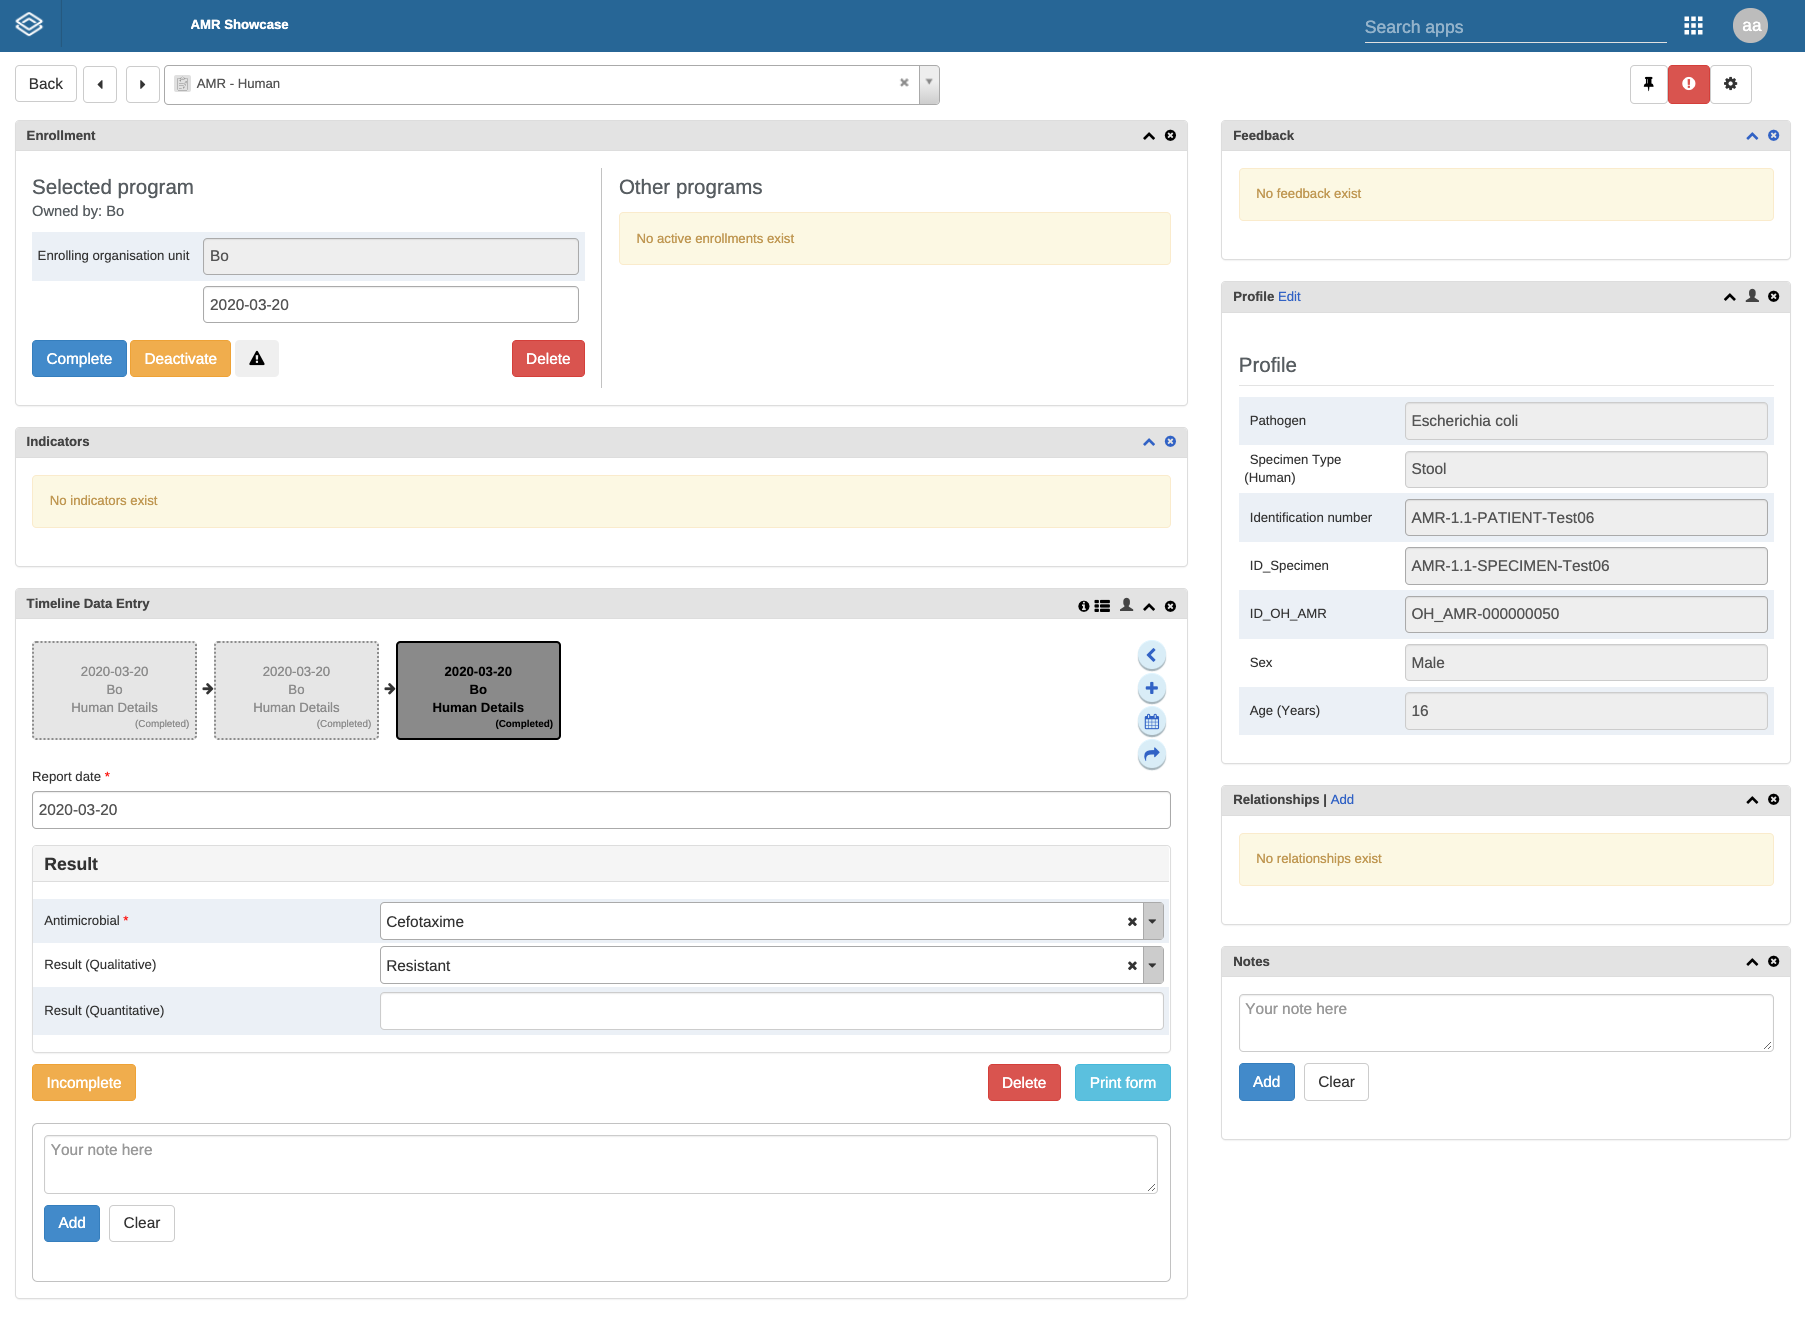 AMR Showcase
Search apps
aa
Back
AMR - Human
Enrollment
Selected program
Owned by: Bo
Enrolling organisation unit
Bo
2020-03-20
Complete
Deactivate
Delete
Other programs
No active enrollments exist
Indicators
No indicators exist
Timeline Data Entry
2020-03-20
Bo
Human Details
(Completed)
2020-03-20
Bo
Human Details
(Completed)
2020-03-20
Bo
Human Details
(Completed)
Report date *
2020-03-20
Result
Antimicrobial *
Cefotaxime
Result (Qualitative)
Resistant
Result (Quantitative)
Incomplete
Delete
Print form
Your note here
Add
Clear
Feedback
No feedback exist
Profile Edit
Profile
Pathogen
Escherichia coli
Specimen Type
(Human)
Stool
Identification number
AMR-1.1-PATIENT-Test06
ID_Specimen
AMR-1.1-SPECIMEN-Test06
ID_OH_AMR
OH_AMR-000000050
Sex
Male
Age (Years)
16
Relationships | Add
No relationships exist
Notes
Your note here
Add
Clear